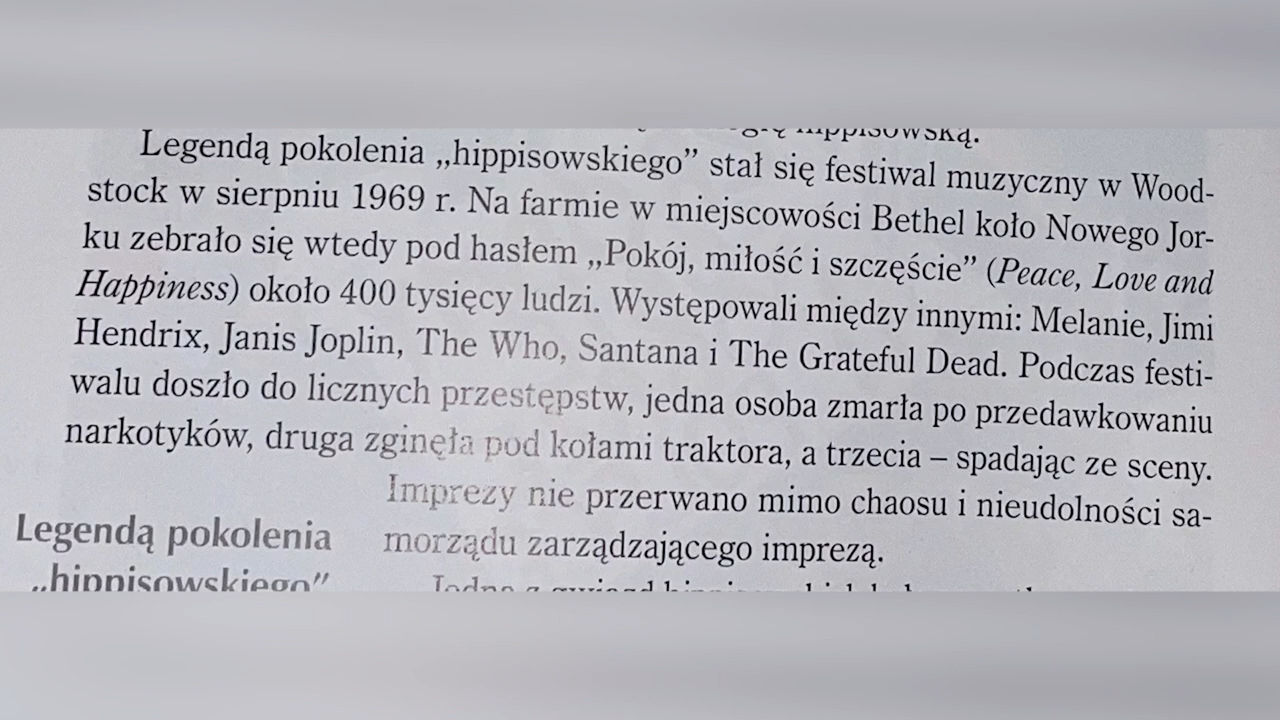 hippisowską.
Legendą pokolenia „hippisowskiego” stał się festiwal muzyczny w Wood-
stock w sierpniu 1969 r. Na farmie w miejscowości Bethel koło Nowego Jor-
ku zebrało się wtedy pod hasłem „Pokój, miłość i szczęście” (Peace, Love and
Happiness) około 400 tysięcy ludzi. Występowali między innymi: Melanie, Jimi
Hendrix, Janis Joplin, The Who, Santana i The Grateful Dead. Podczas festi-
walu doszło do licznych przestępstw, jedna osoba zmarła po przedawkowaniu
narkotyków, druga zginęła pod kołami traktora, a trzecia – spadając ze sceny.
Imprezy nie przerwano mimo chaosu i nieudolności sa-
morządu zarządzającego imprezą.
Legendą pokolenia
„hippisowskiego”